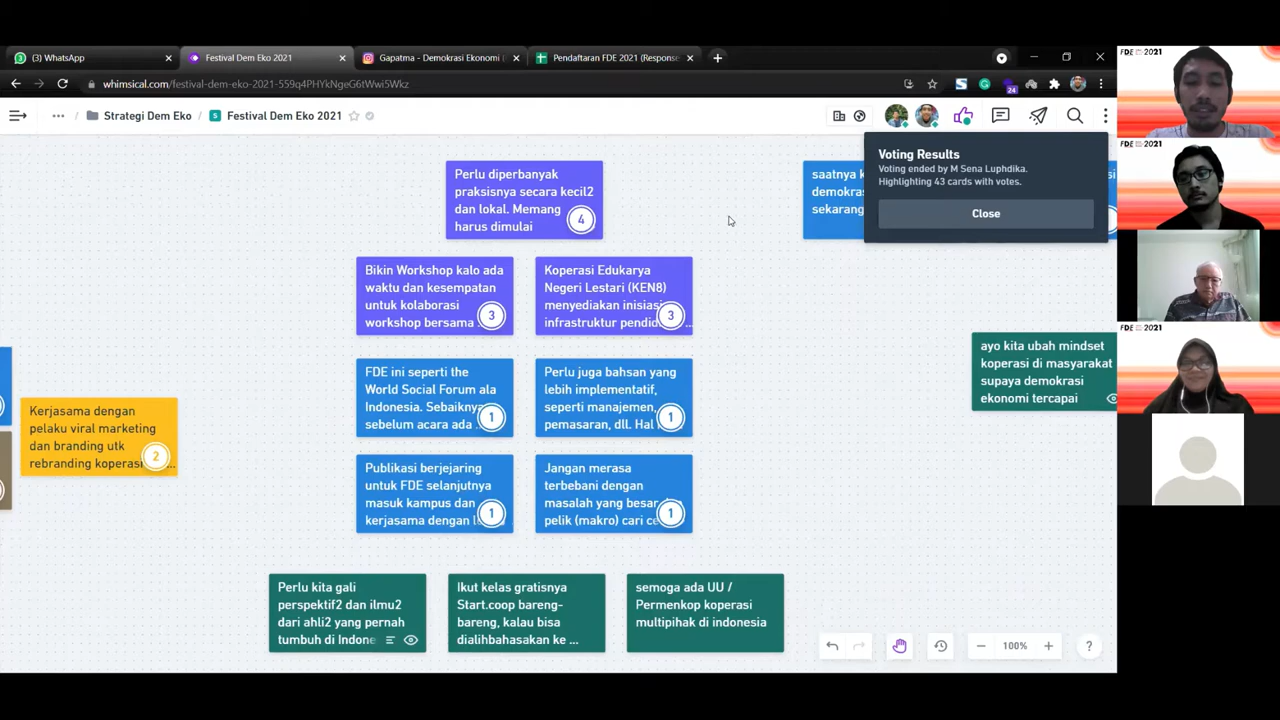 (3) WhatsApp
Festival Dem Eko 2021
Gapatma - Demokrasi Ekonomi
Pendaftaran FDE 2021 (Response
whimsical.com/festival-dem-eko-2021-559q4PHYkNgeG6tWwi5Wkz
24
Strategi Dem Eko / Festival Dem Eko 2021
Voting Results
Voting ended by M Sena Luphdika.
Highlighting 43 cards with votes.
Close
Perlu diperbanyak
praksisnya secara kecil2
dan lokal. Memang
harus dimulai
4
saatnya
demokras
sekarang
Bikin Workshop kalo ada
waktu dan kesempatan
untuk kolaborasi
workshop bersama
3
Koperasi Edukarya
Negeri Lestari (KEN8)
menyediakan inisiasi
infrastruktur pendid...
3
FDE ini seperti the
World Social Forum ala
Indonesia. Sebaiknya
sebelum acara ada ...
1
Perlu juga bahsan yang
lebih implementatif,
seperti manajemen,
pemasaran, dll. Hal
1
ayo kita ubah mindset
koperasi di masyarakat
supaya demokrasi
ekonomi tercapai
Kerjasama dengan
pelaku viral marketing
dan branding utk
rebranding koperasi ...
2
Publikasi berjejaring
untuk FDE selanjutnya
masuk kampus dan
kerjasama dengan
1
Jangan merasa
terbebani dengan
masalah yang besar
pelik (makro) cari
1
Perlu kita gali
perspektif2 dan ilmu2
dari ahli2 yang pernah
tumbuh di Indone
Ikut kelas gratisnya
Start.coop bareng-
bareng, kalau bisa
dialihbahasakan ke ...
semoga ada UU /
Permenkop koperasi
multipihak di indonesia
100%
FDE 2021
FDE 2021
FDE 2021